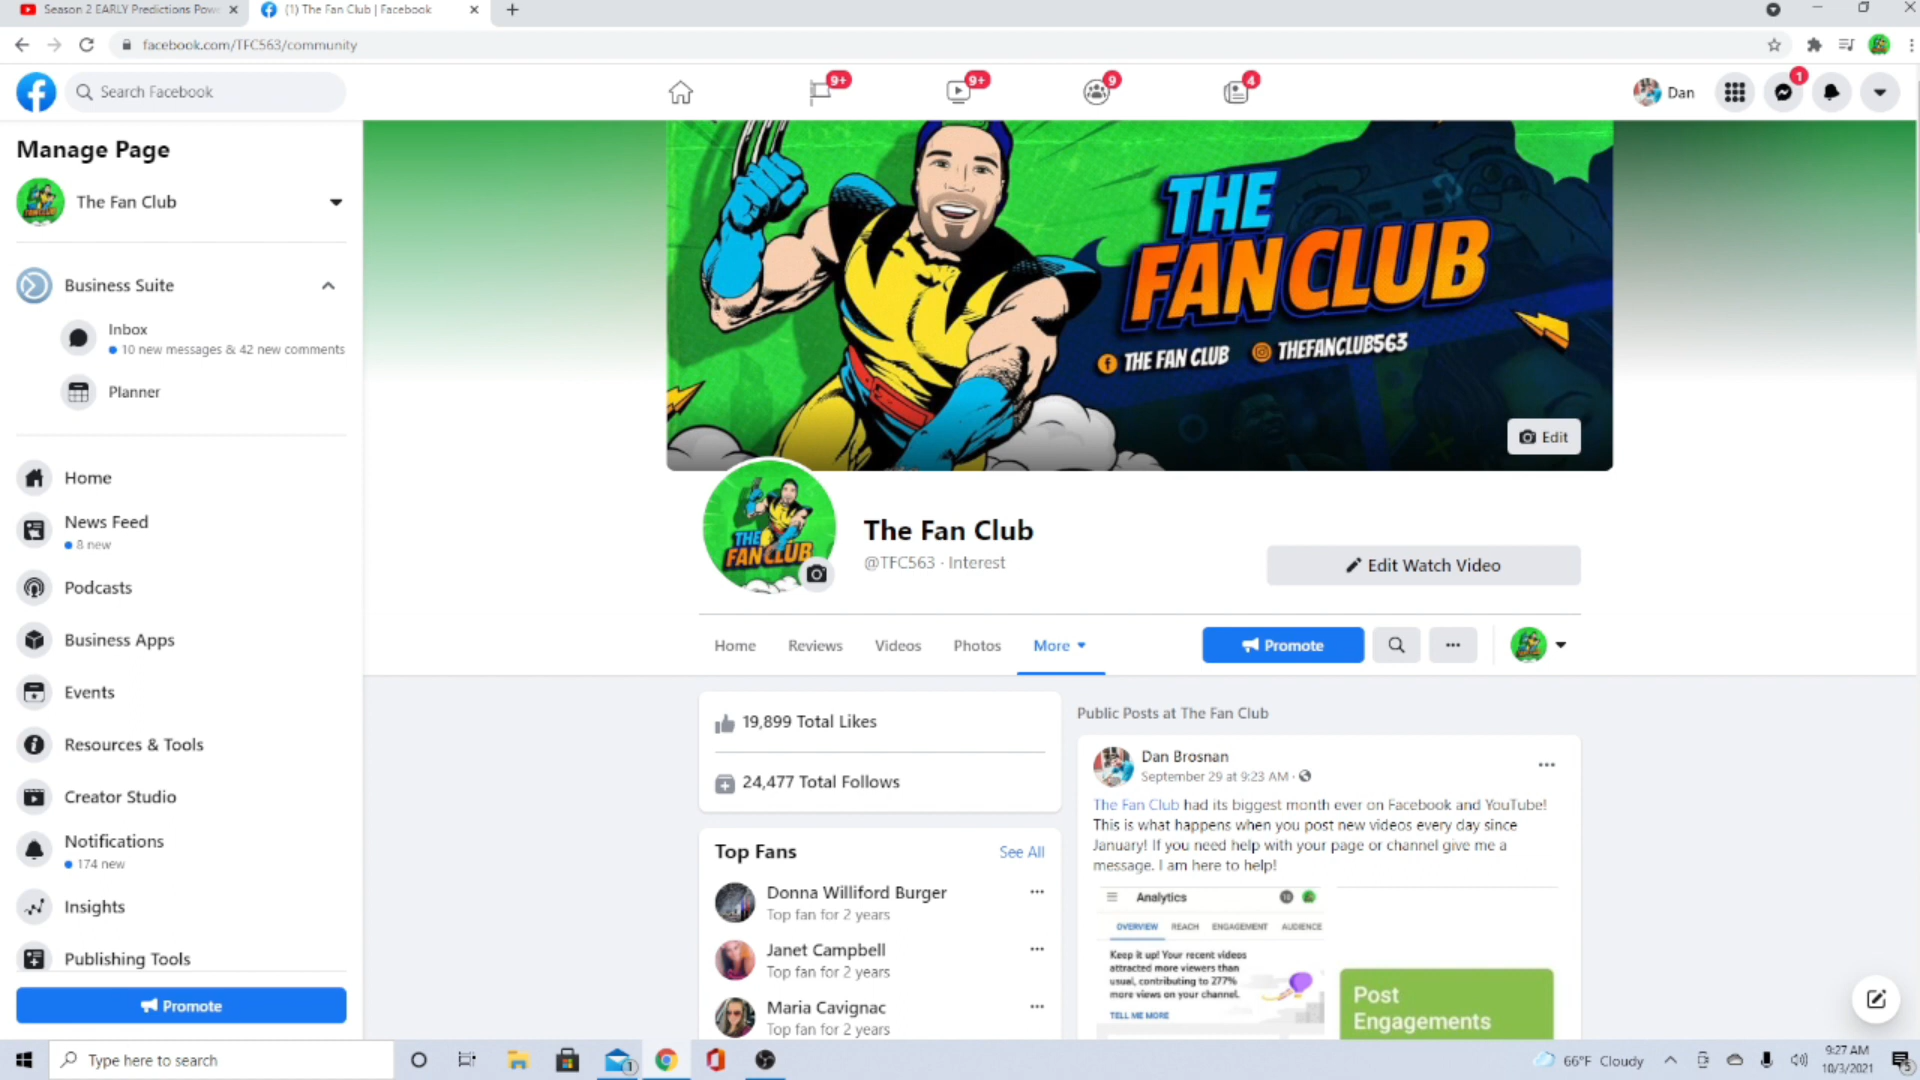 Season 2 EARLY Predictions Pow
(1) The Fan Club | Facebook
facebook.com/TFC563/community
Search Facebook
9+
9+
9
4
Dan
1
Manage Page
The Fan Club
Business Suite
Inbox
10 new messages & 42 new comments
Planner
Home
News Feed
8 new
Podcasts
Business Apps
Events
Resources & Tools
Creator Studio
Notifications
174 new
Insights
Publishing Tools
Promote
THE
FAN CLUB
THE FAN CLUB THEFANCLUB563
Edit
THE
FAN CLUB
The Fan Club
@TFC563 · Interest
Edit Watch Video
Home Reviews Videos Photos More
Promote
19,899 Total Likes
24,477 Total Follows
Top Fans See All
Donna Williford Burger
Top fan for 2 years
Janet Campbell
Top fan for 2 years
Maria Cavignac
Top fan for 2 years
Public Posts at The Fan Club
Dan Brosnan
September 29 at 9:23 AM ·
The Fan Club had its biggest month ever on Facebook and YouTube!
This is what happens when you post new videos every day since
January! If you need help with your page or channel give me a
message. I am here to help!
Analytics
OVERVIEW REACH ENGAGEMENT AUDIENCE
Keep it up! Your recent videos
attracted more viewers than
usual, contributing to 277%
more views on your channel.
TELL ME MORE
Post
Engagements
Type here to search
1
66°F Cloudy
9:27 AM
10/3/2021
5